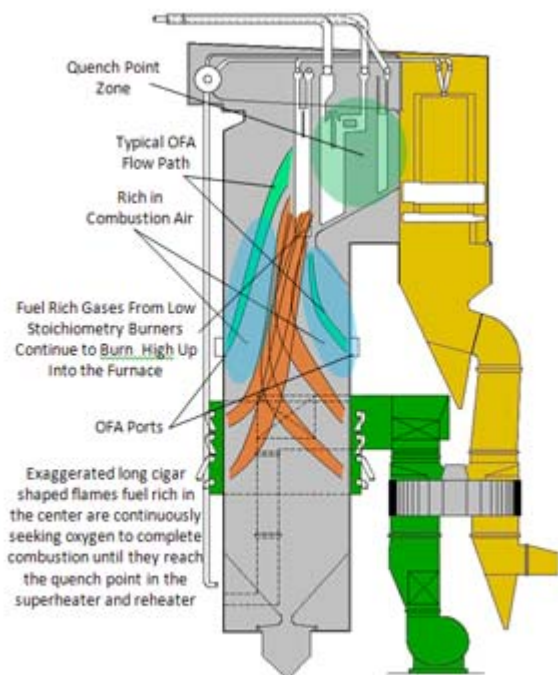 Quench Point
Zone
Typical OFA
Flow Path
Rich in
Combustion Air
Fuel Rich Gases From Low
Stoichiometry Burners
Continue to Burn High Up
Into the Furnace
OFA Ports
Exaggerated long cigar
shaped flames fuel rich in
the center are continuously
seeking oxygen to complete
combustion until they reach
the quench point in the
superheater and reheater